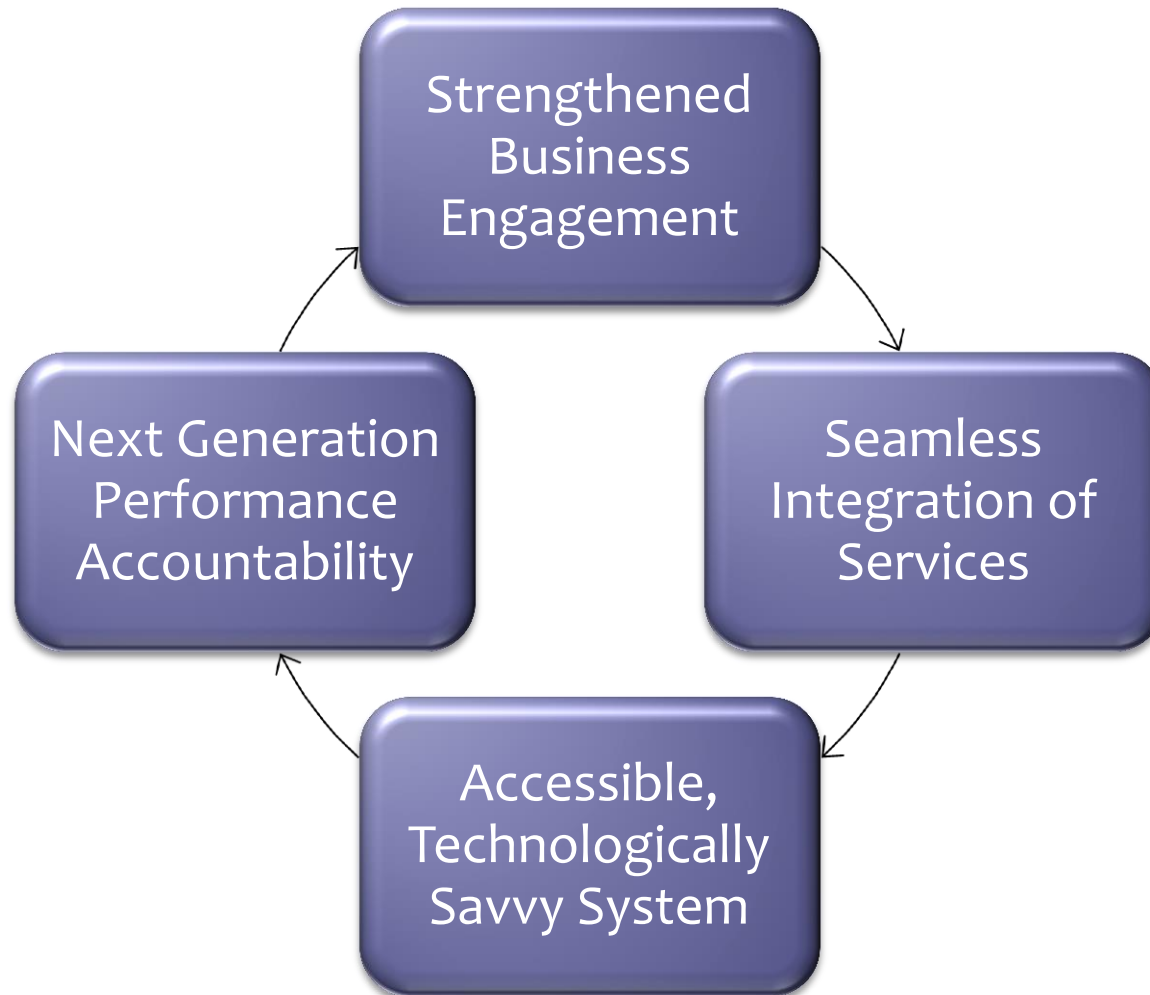 Strengthened
Business
Engagement
Next Generation
Performance
Accountability
Seamless
Integration of
Services
Accessible,
Technologically
Savvy System